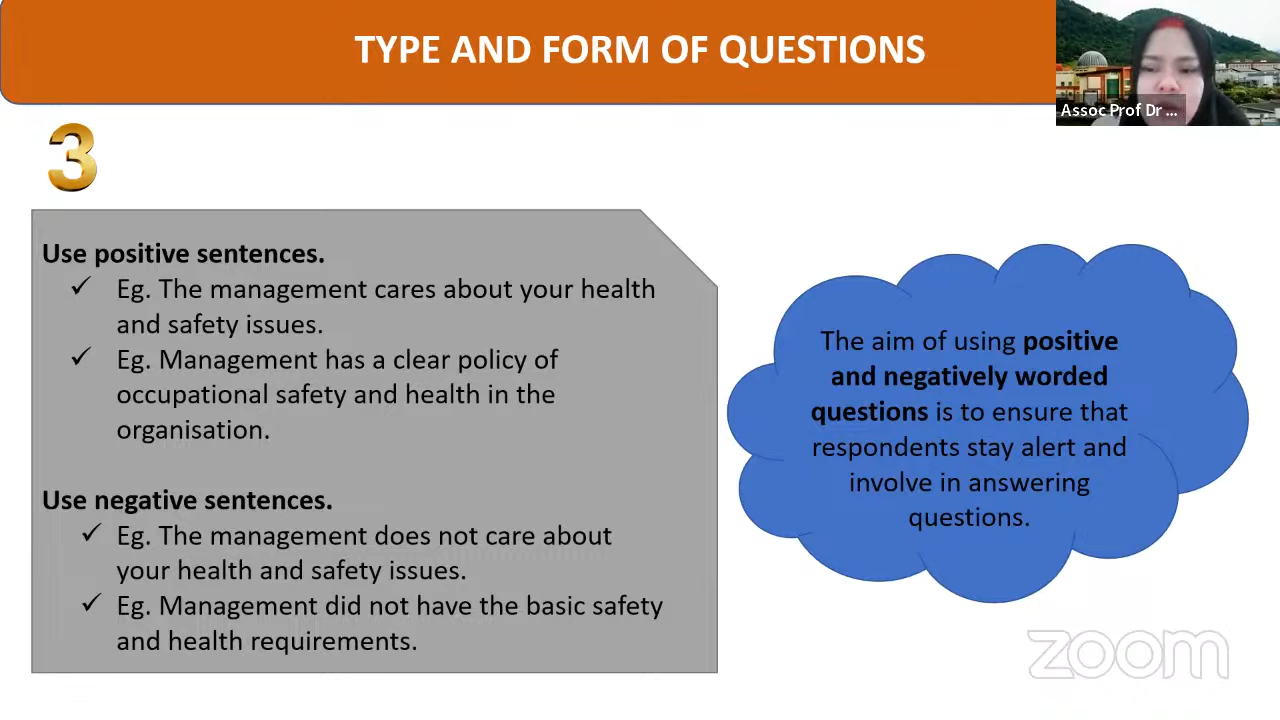 TYPE AND FORM OF QUESTIONS
Assoc Prof Dr ...
3
Use positive sentences.
✓ Eg. The management cares about your health
and safety issues.
✓ Eg. Management has a clear policy of
occupational safety and health in the
organisation.
Use negative sentences.
✓ Eg. The management does not care about
your health and safety issues.
✓ Eg. Management did not have the basic safety
and health requirements.
The aim of using positive
and negatively worded
questions is to ensure that
respondents stay alert and
involve in answering
questions.
zoom